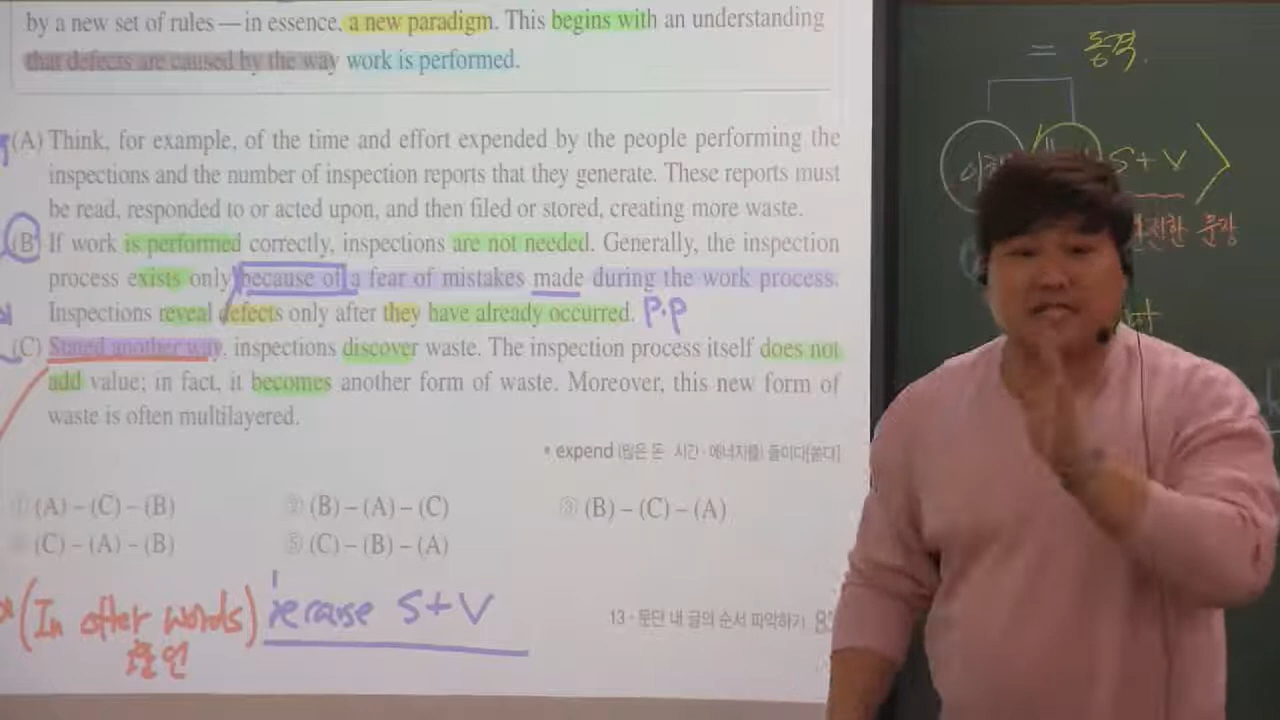 by a new set of rules — in essence, a new paradigm. This begins with an understanding
that defects are caused by the way work is performed.
(A) Think, for example, of the time and effort expended by the people performing the
inspections and the number of inspection reports that they generate. These reports must
be read, responded to or acted upon, and then filed or stored, creating more waste.
(B) If work is performed correctly, inspections are not needed. Generally, the inspection
process exists only because of a fear of mistakes made during the work process.
Inspections reveal defects only after they have already occurred. P.P
(C) Stated another way, inspections discover waste. The inspection process itself does not
add value; in fact, it becomes another form of waste. Moreover, this new form of
waste is often multilayered.
* expend (많은 돈·시간·에너지를) 들이다[쏟다]
① (A) – (C) – (B)
② (B) – (A) – (C)
③ (B) – (C) – (A)
④ (C) – (A) – (B)
⑤ (C) – (B) – (A)
(In other words)
because S+V
13 · 문단 내 글의 순서 파악하기
= 동격
S+V
문장